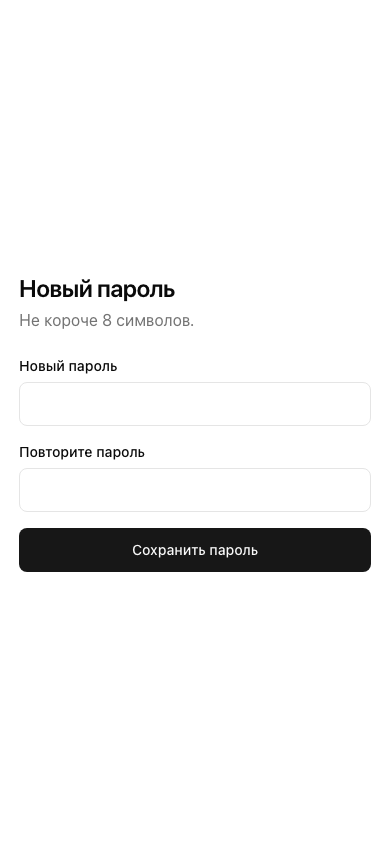 Новый пароль
Не короче 8 символов.
Новый пароль
Повторите пароль
Сохранить пароль